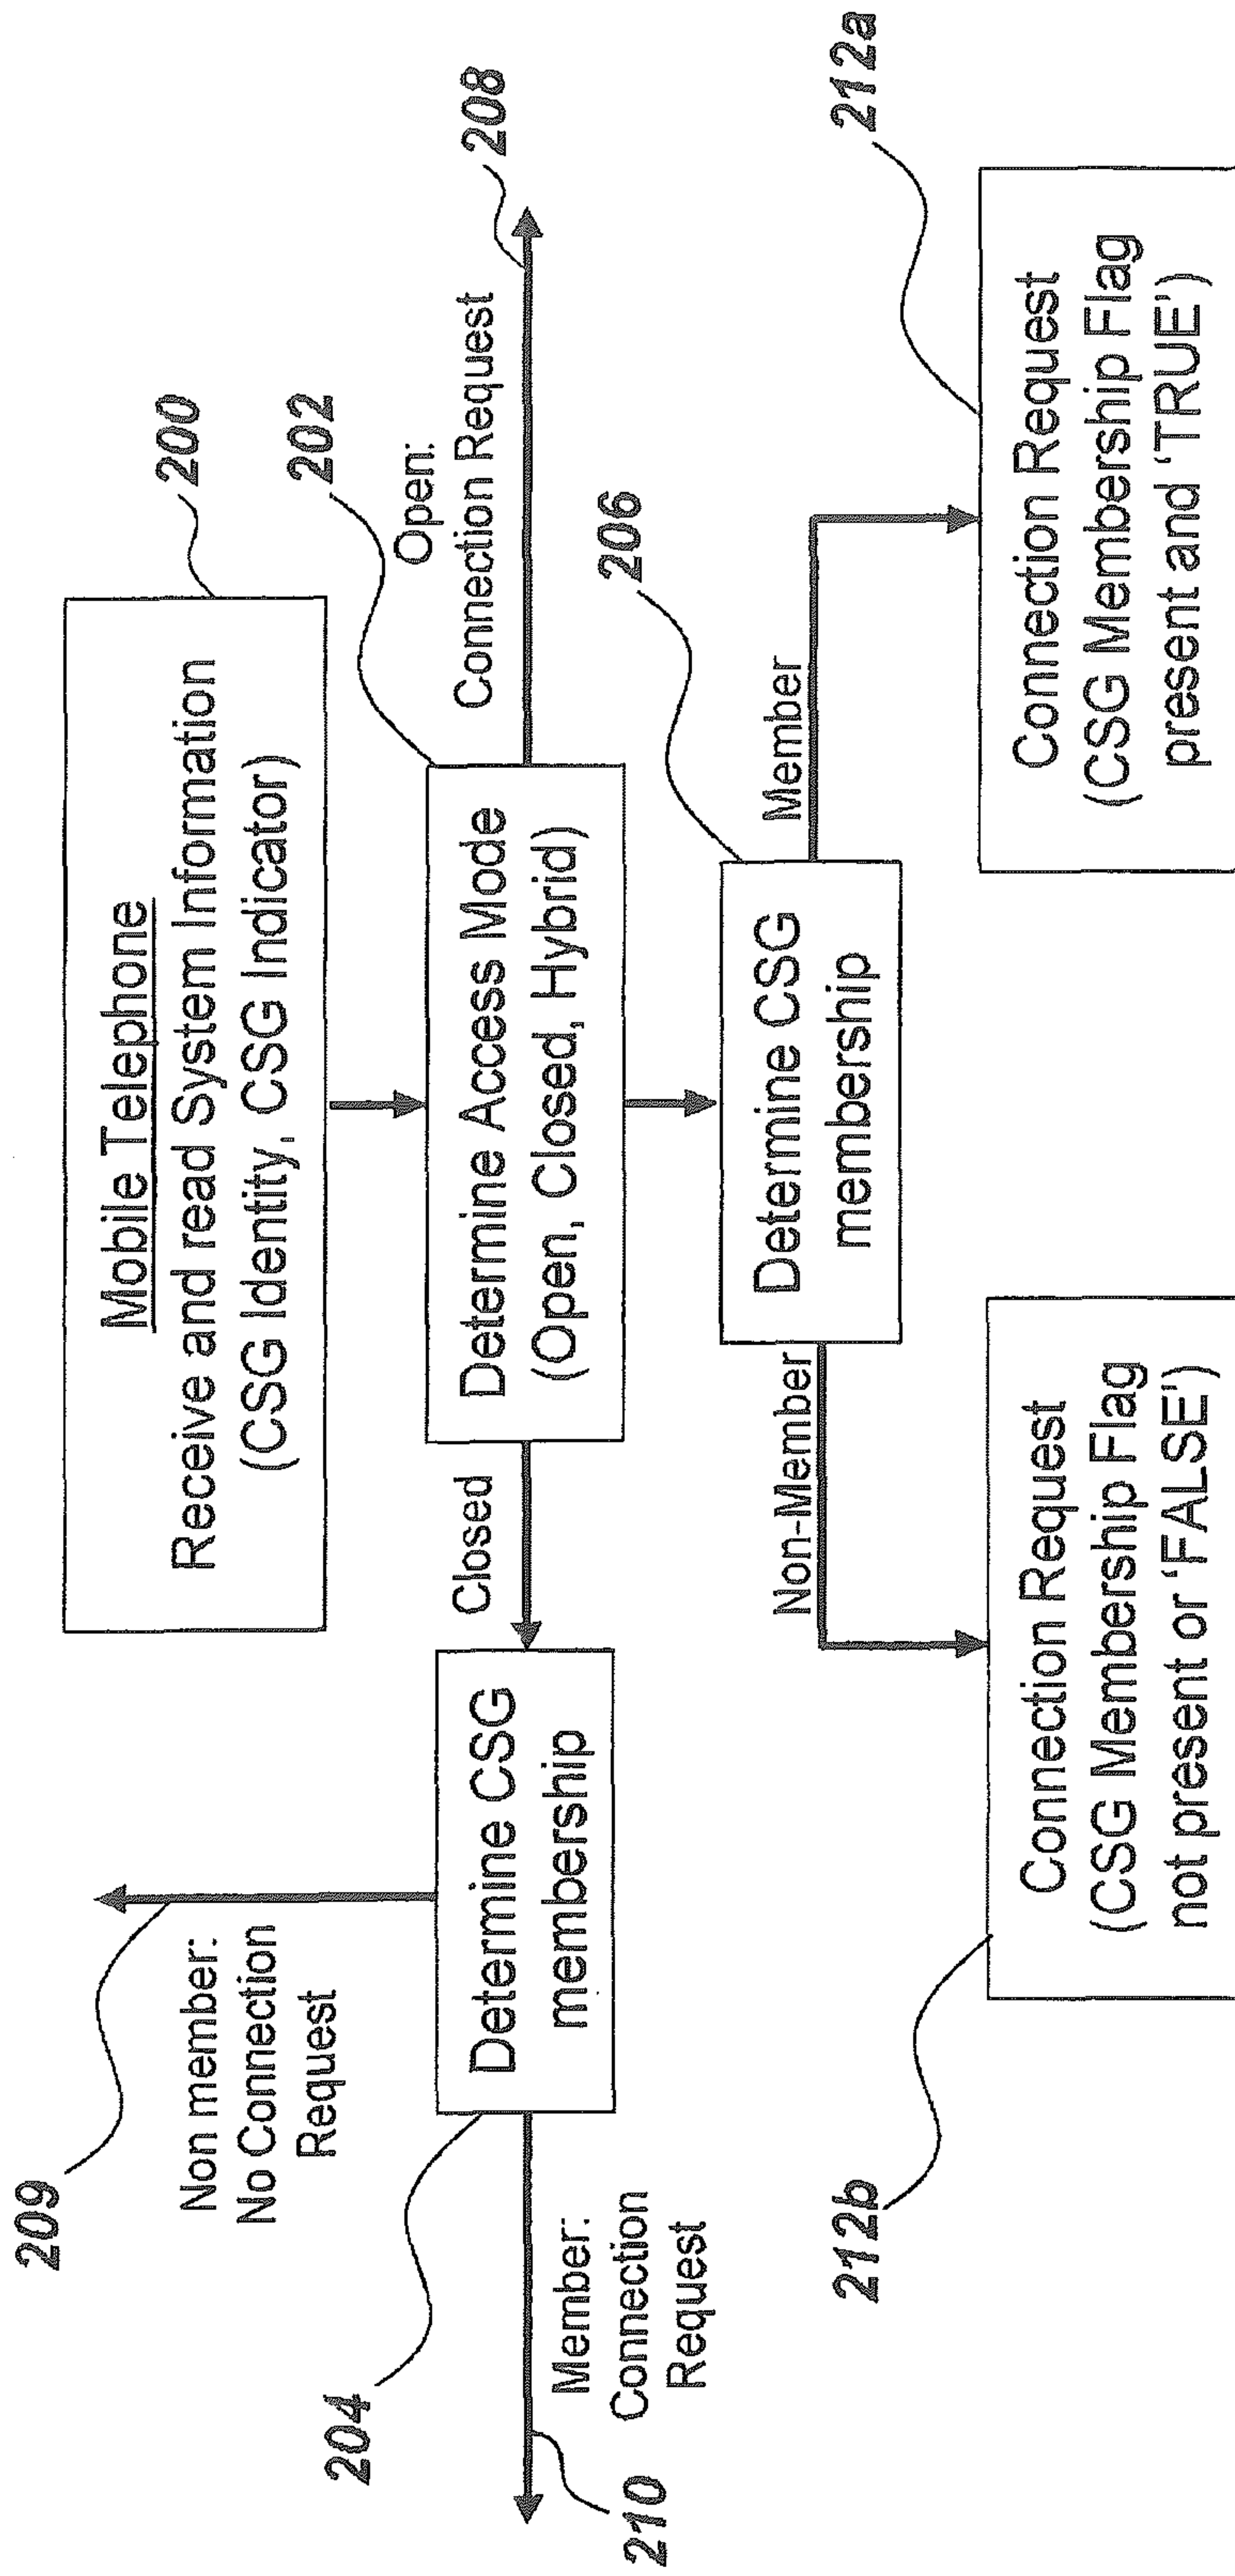 Mobile Telephone
Receive and read System Information
(CSG Identity, CSG Indicator)
200
202
Determine Access Mode
(Open, Closed, Hybrid)
Open:
Connection Request
208
Closed
Determine CSG
membership
204
209
Non member:
No Connection
Request
Member:
Connection
Request
210
Determine CSG
membership
206
Non-Member
Member
Connection Request
(CSG Membership Flag
not present or 'FALSE')
212b
Connection Request
(CSG Membership Flag
present and 'TRUE')
212a